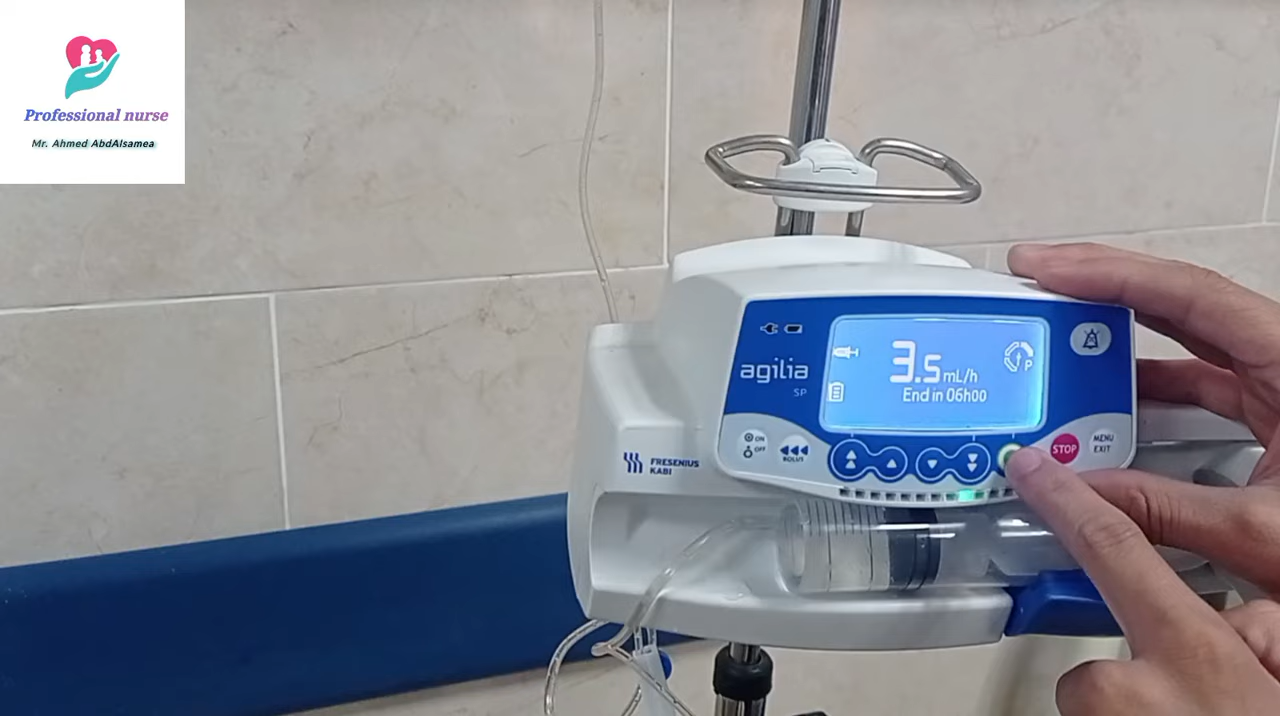 Professional nurse
Mr. Ahmed AbdAlsamea
agilia
SP
3.5 mL/h
P
End in 06h00
ON
OFF
BOLUS
STOP
MENU
EXIT
FRESENIUS
KABI